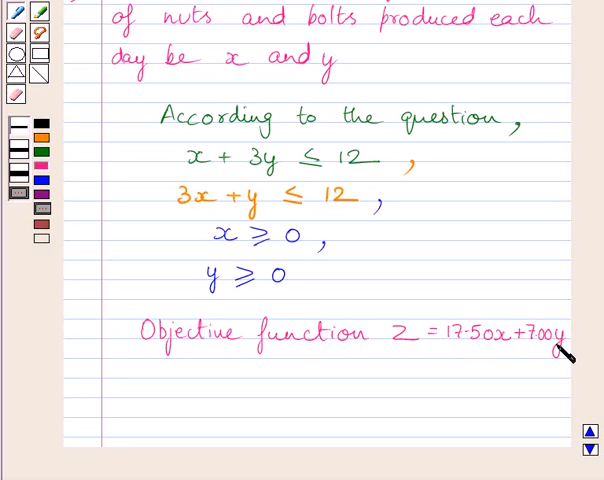 of nuts and bolts produced each
day be x and y
According to the question,
x + 3y ≤ 12 ,
3x + y ≤ 12 ,
x ≥ 0 ,
y ≥ 0
Objective function Z = 17.50x + 7.00y